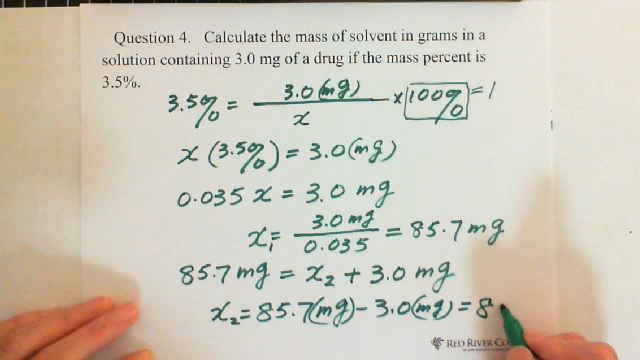 Question 4. Calculate the mass of solvent in grams in a
solution containing 3.0 mg of a drug if the mass percent is
3.5%.
3.5% = 3.0(mg) / x × 100% = 1
x (3.5%) = 3.0(mg)
0.035 x = 3.0 mg
x₁ = 3.0 mg / 0.035 = 85.7 mg
85.7 mg = x₂ + 3.0 mg
x₂ = 85.7(mg) - 3.0(mg) = 8
RED RIVER